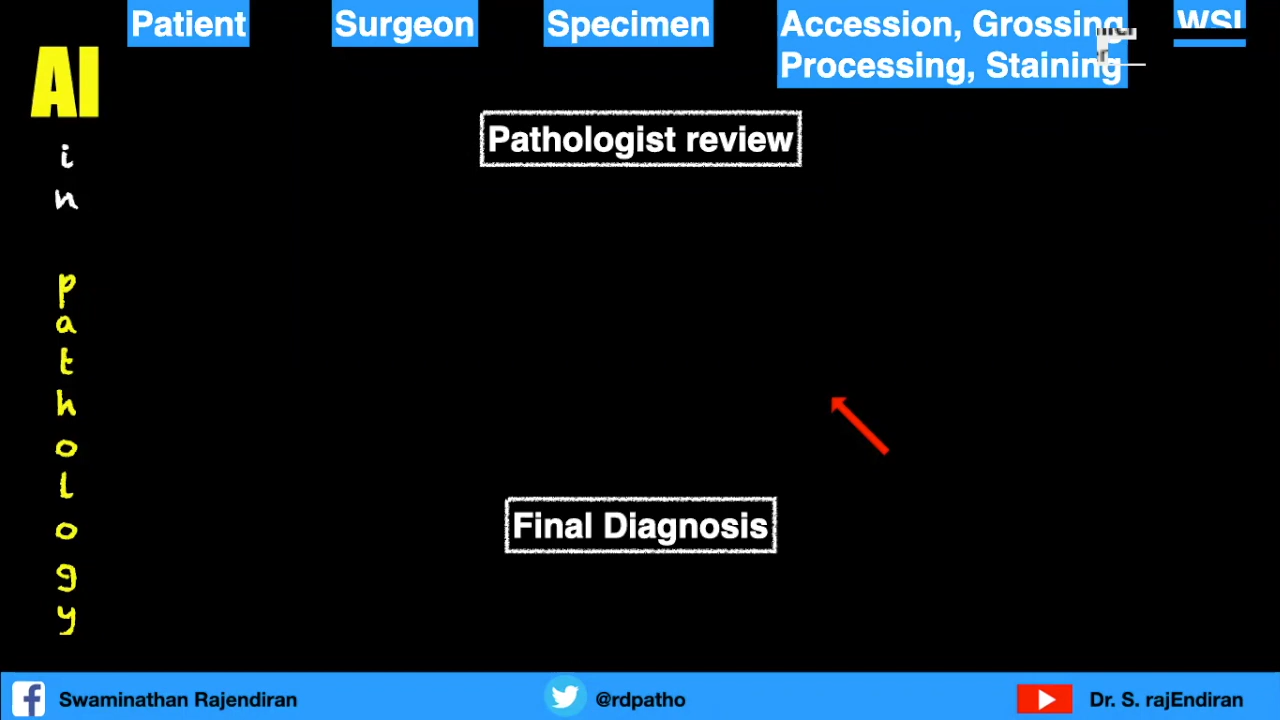 Patient
Surgeon
Specimen
Accession, Grossing
Processing, Staining
WSI
AI
in
pathology
Pathologist review
Final Diagnosis
Swaminathan Rajendiran
@rdpatho
Dr. S. rajEndiran